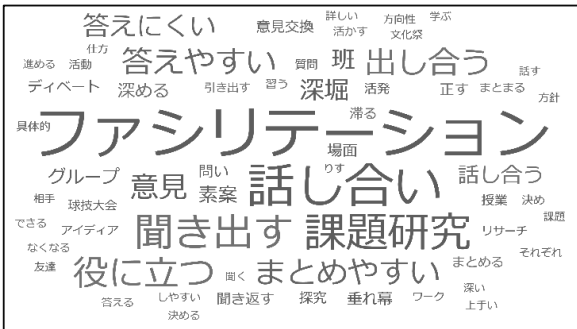 答えにくい 意見交換 詳しい 方向性 学ぶ
活かす 文化祭
仕方
進める 活動 答えやすい 質問 班 出し合う 話す
ディベート 深める 引き出す 習う 深堀 活発 正す まとまる 方針
具体的 滞る
ファシリテーション
場面
グループ 意見 問い 話し合い りす 話し合う
相手 球技大会 素案 授業 決め
できる アイディア 聞き出す 課題研究 リサーチ 課題
なくなる それぞれ
友達 役に立つ 聞く まとめやすい まとめる
深い
答える しやすい 聞き返す 探究 垂れ幕 ワーク 上手い
決める